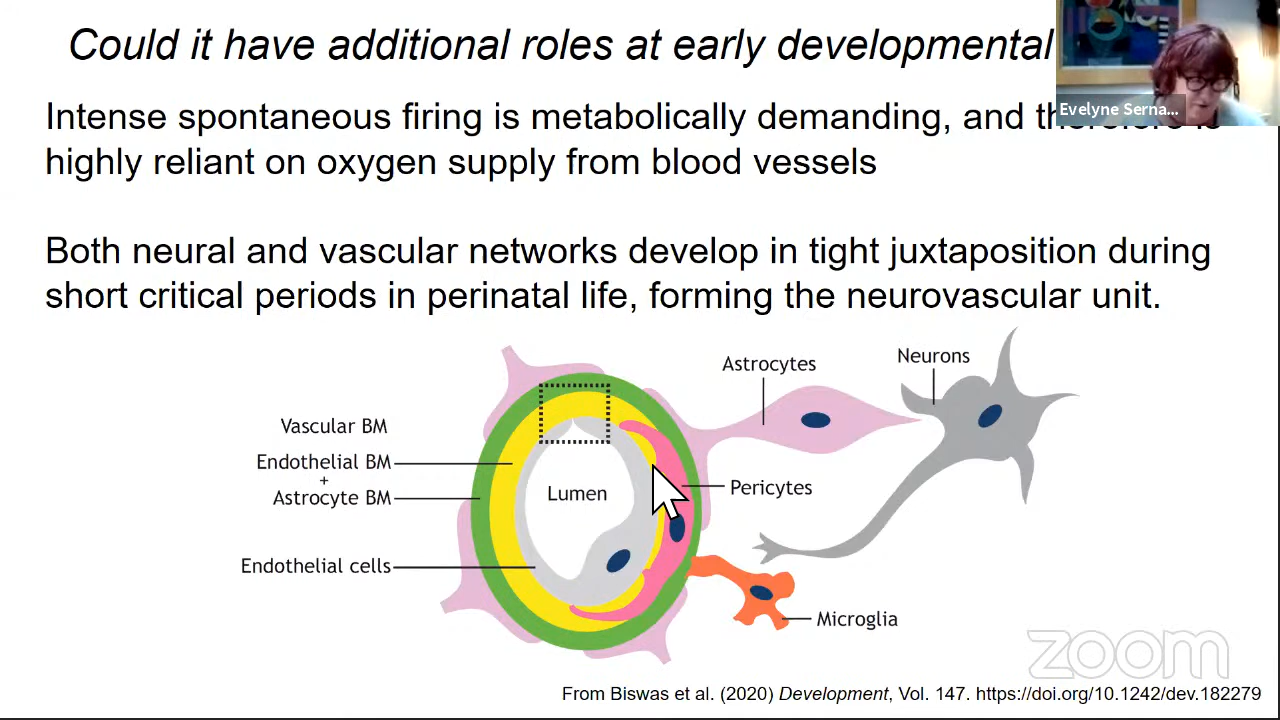 Could it have additional roles at early developmental
Evelyne Serna...
Intense spontaneous firing is metabolically demanding, and therefore is
highly reliant on oxygen supply from blood vessels
Both neural and vascular networks develop in tight juxtaposition during
short critical periods in perinatal life, forming the neurovascular unit.
Astrocytes
Neurons
Vascular BM
Endothelial BM
+
Astrocyte BM
Lumen
Pericytes
Endothelial cells
Microglia
zoom
From Biswas et al. (2020) Development, Vol. 147. https://doi.org/10.1242/dev.182279